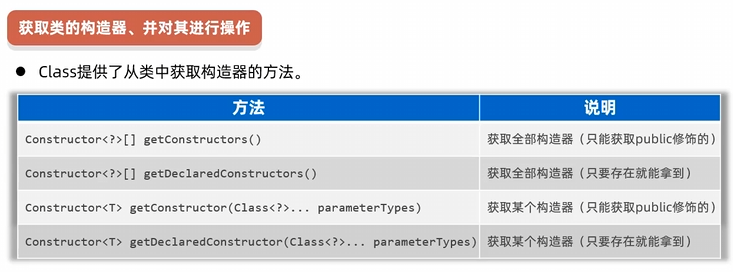 获取类的构造器、并对其进行操作
● Class提供了从类中获取构造器的方法。
方法 说明
Constructor<?>[] getConstructors() 获取全部构造器（只能获取public修饰的）
Constructor<?>[] getDeclaredConstructors() 获取全部构造器（只要存在就能拿到）
Constructor<T> getConstructor(Class<?>... parameterTypes) 获取某个构造器（只能获取public修饰的）
Constructor<T> getDeclaredConstructor(Class<?>... parameterTypes) 获取某个构造器（只要存在就能拿到）